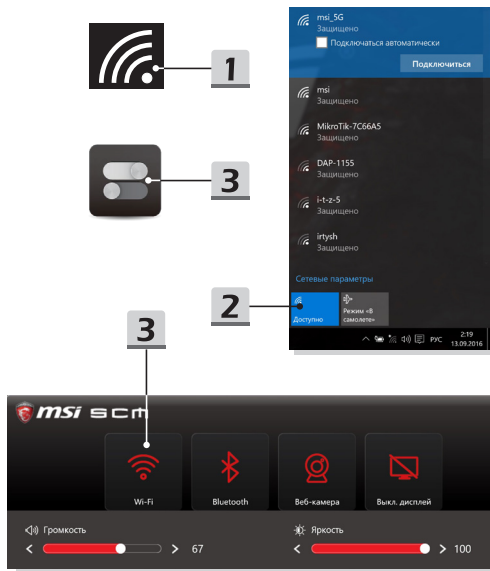 1
3
2
3
msi_5G
Защищено
Подключаться автоматически
Подключиться
msi
Защищено
MikroTik-7C66A5
Защищено
DAP-1155
Защищено
i-t-z-5
Защищено
irtysh
Защищено
Сетевые параметры
Доступно
Режим «В
самолете»
РУС
2:19
13.09.2016
msi SCM
Wi-Fi
Bluetooth
Веб-камера
Выкл. дисплей
Громкость
67
Яркость
100